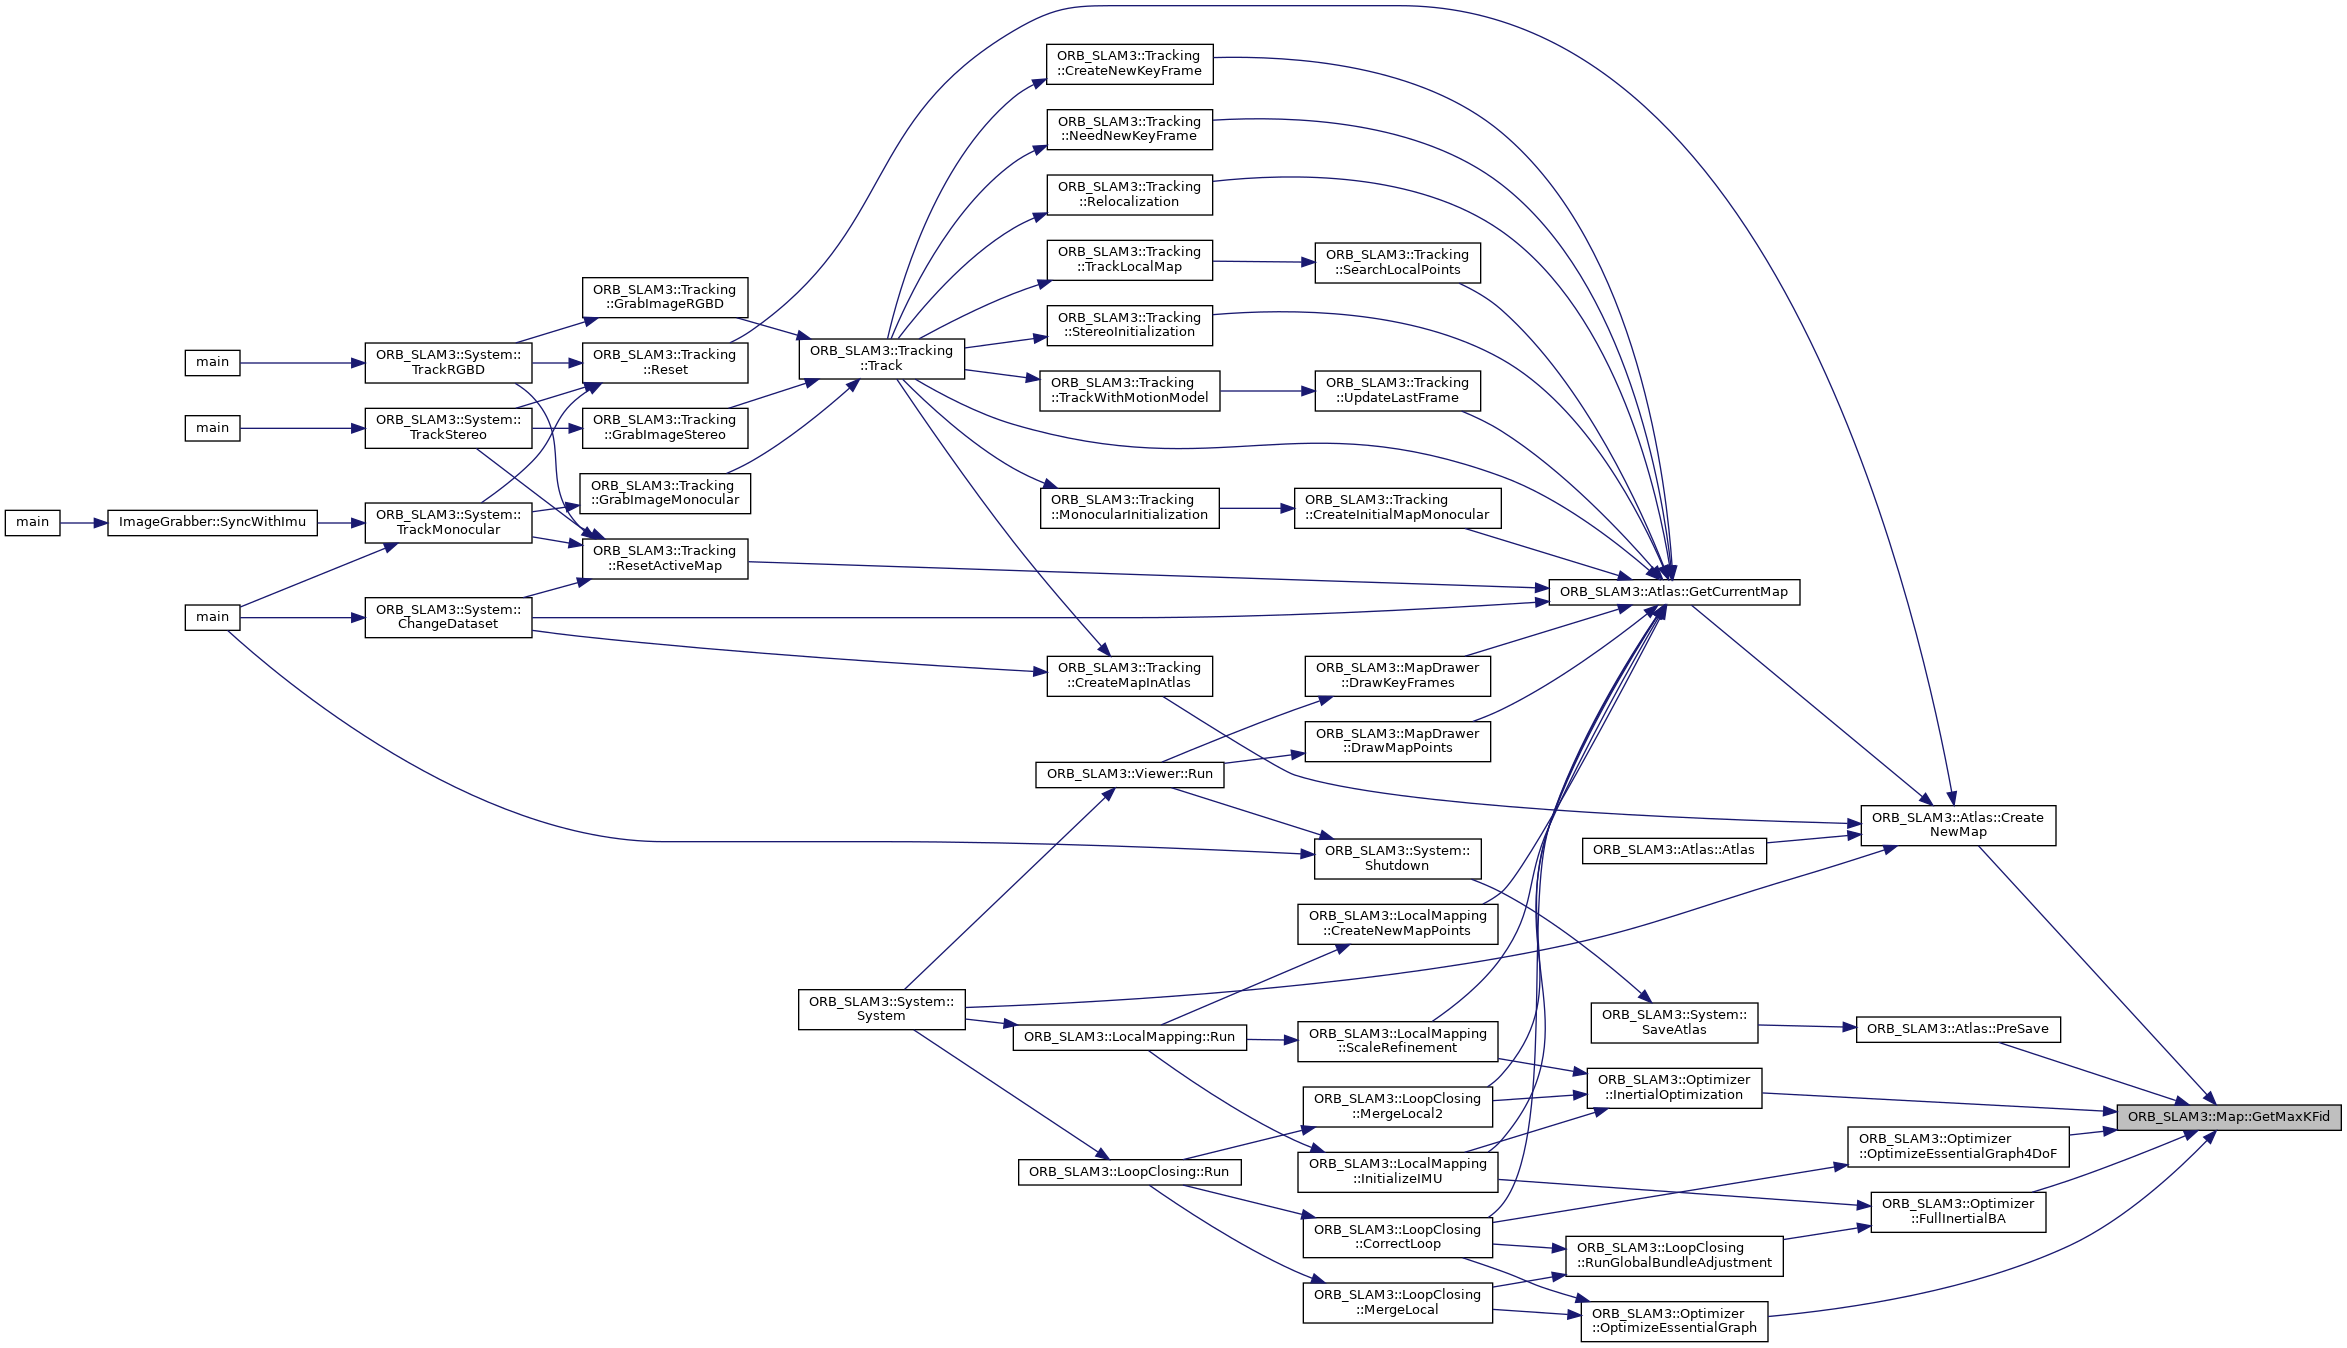 ORB_SLAM3::Tracking
::CreateNewKeyFrame
ORB_SLAM3::Tracking
::NeedNewKeyFrame
ORB_SLAM3::Tracking
::Relocalization
ORB_SLAM3::Tracking
::TrackLocalMap
ORB_SLAM3::Tracking
::SearchLocalPoints
ORB_SLAM3::Tracking
::GrabImageRGBD
ORB_SLAM3::Tracking
::StereoInitialization
main
ORB_SLAM3::System::
TrackRGBD
ORB_SLAM3::Tracking
::Reset
ORB_SLAM3::Tracking
::Track
ORB_SLAM3::Tracking
::TrackWithMotionModel
ORB_SLAM3::Tracking
::UpdateLastFrame
main
ORB_SLAM3::System::
TrackStereo
ORB_SLAM3::Tracking
::GrabImageStereo
ORB_SLAM3::Tracking
::GrabImageMonocular
ORB_SLAM3::Tracking
::MonocularInitialization
ORB_SLAM3::Tracking
::CreateInitialMapMonocular
main
ImageGrabber::SyncWithImu
ORB_SLAM3::System::
TrackMonocular
ORB_SLAM3::Tracking
::ResetActiveMap
ORB_SLAM3::Atlas::GetCurrentMap
main
ORB_SLAM3::System::
ChangeDataset
ORB_SLAM3::Tracking
::CreateMapInAtlas
ORB_SLAM3::MapDrawer
::DrawKeyFrames
ORB_SLAM3::MapDrawer
::DrawMapPoints
ORB_SLAM3::Viewer::Run
ORB_SLAM3::Atlas::Create
NewMap
ORB_SLAM3::Atlas::Atlas
ORB_SLAM3::System::
Shutdown
ORB_SLAM3::LocalMapping
::CreateNewMapPoints
ORB_SLAM3::System::
System
ORB_SLAM3::LocalMapping::Run
ORB_SLAM3::LocalMapping
::ScaleRefinement
ORB_SLAM3::System::
SaveAtlas
ORB_SLAM3::Atlas::PreSave
ORB_SLAM3::Optimizer
::InertialOptimization
ORB_SLAM3::LoopClosing
::MergeLocal2
ORB_SLAM3::Map::GetMaxKFid
ORB_SLAM3::Optimizer
::OptimizeEssentialGraph4DoF
ORB_SLAM3::LoopClosing::Run
ORB_SLAM3::LocalMapping
::InitializeIMU
ORB_SLAM3::Optimizer
::FullInertialBA
ORB_SLAM3::LoopClosing
::CorrectLoop
ORB_SLAM3::LoopClosing
::RunGlobalBundleAdjustment
ORB_SLAM3::LoopClosing
::MergeLocal
ORB_SLAM3::Optimizer
::OptimizeEssentialGraph